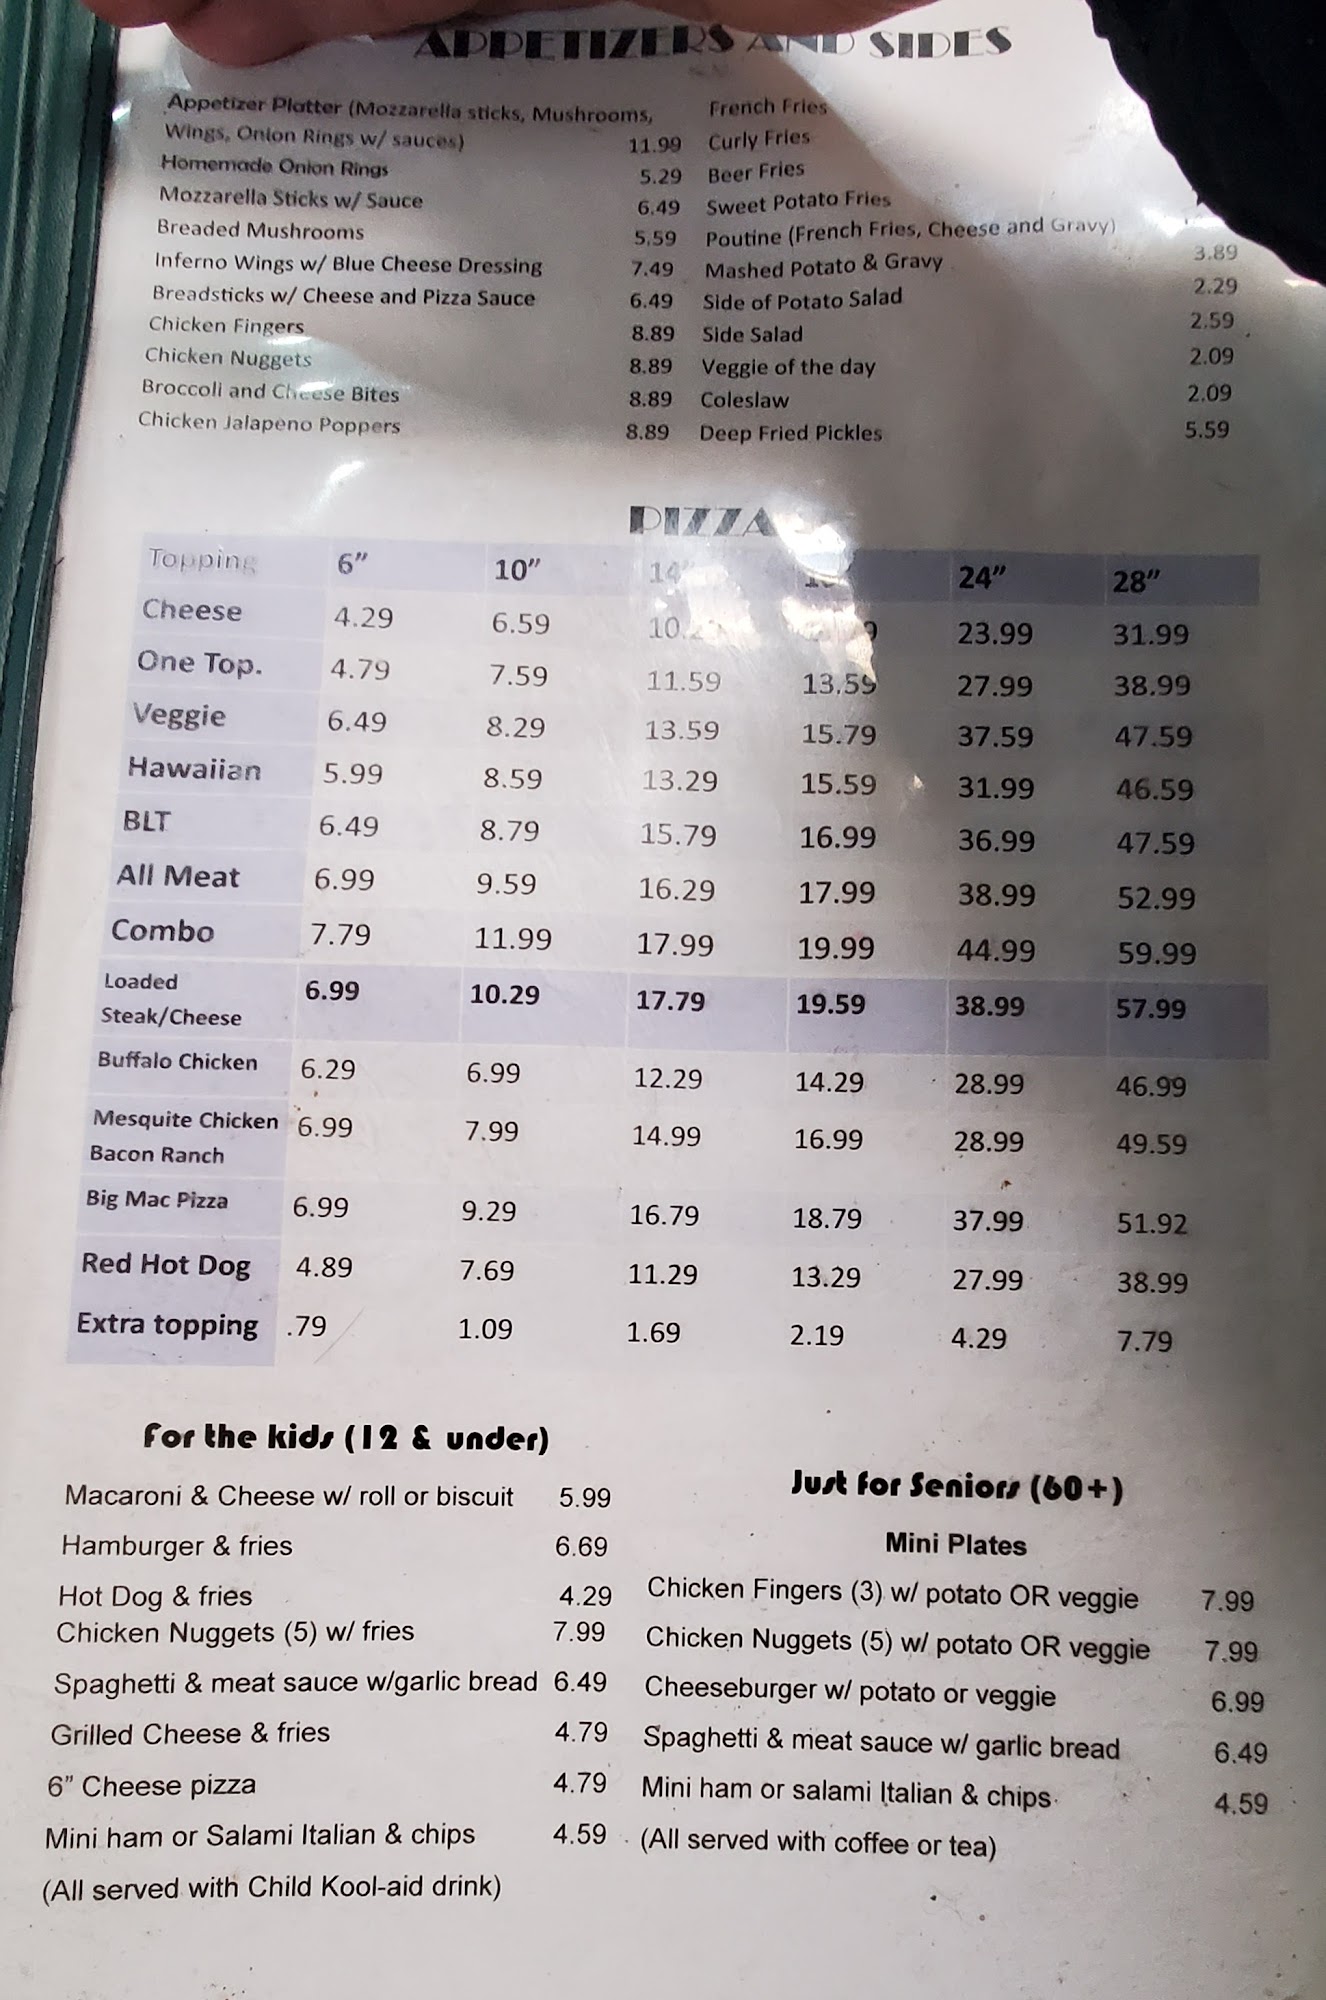 APPETIZERS AND SIDES
Appetizer Platter (Mozzarella sticks, Mushrooms,
Wings, Onion Rings w/ sauces) 11.99
Homemade Onion Rings 5.29
Mozzarella Sticks w/ Sauce 6.49
Breaded Mushrooms 5.59
Inferno Wings w/ Blue Cheese Dressing 7.49
Breadsticks w/ Cheese and Pizza Sauce 6.49
Chicken Fingers 8.89
Chicken Nuggets 8.89
Broccoli and Cheese Bites 8.89
Chicken Jalapeno Poppers 8.89
French Fries
Curly Fries
Beer Fries
Sweet Potato Fries
Poutine (French Fries, Cheese and Gravy)
Mashed Potato & Gravy 3.89
Side of Potato Salad 2.29
Side Salad 2.59
Veggie of the day 2.09
Coleslaw 2.09
Deep Fried Pickles 5.59
PIZZA
Topping 6" 10" 14" 24" 28"
Cheese 4.29 6.59 23.99 31.99
One Top. 4.79 7.59 11.59 13.59 27.99 38.99
Veggie 6.49 8.29 13.59 15.79 37.59 47.59
Hawaiian 5.99 8.59 13.29 15.59 31.99 46.59
BLT 6.49 8.79 15.79 16.99 36.99 47.59
All Meat 6.99 9.59 16.29 17.99 38.99 52.99
Combo 7.79 11.99 17.99 19.99 44.99 59.99
Loaded
Steak/Cheese 6.99 10.29 17.79 19.59 38.99 57.99
Buffalo Chicken 6.29 6.99 12.29 14.29 28.99 46.99
Mesquite Chicken
Bacon Ranch 6.99 7.99 14.99 16.99 28.99 49.59
Big Mac Pizza 6.99 9.29 16.79 18.79 37.99 51.92
Red Hot Dog 4.89 7.69 11.29 13.29 27.99 38.99
Extra topping .79 1.09 1.69 2.19 4.29 7.79
For the kids (12 & under)
Macaroni & Cheese w/ roll or biscuit 5.99
Hamburger & fries 6.69
Hot Dog & fries 4.29
Chicken Nuggets (5) w/ fries 7.99
Spaghetti & meat sauce w/garlic bread 6.49
Grilled Cheese & fries 4.79
6" Cheese pizza 4.79
Mini ham or Salami Italian & chips 4.59
(All served with Child Kool-aid drink)
Just for Seniors (60+)
Mini Plates
Chicken Fingers (3) w/ potato OR veggie 7.99
Chicken Nuggets (5) w/ potato OR veggie 7.99
Cheeseburger w/ potato or veggie 6.99
Spaghetti & meat sauce w/ garlic bread 6.49
Mini ham or salami Italian & chips 4.59
(All served with coffee or tea)